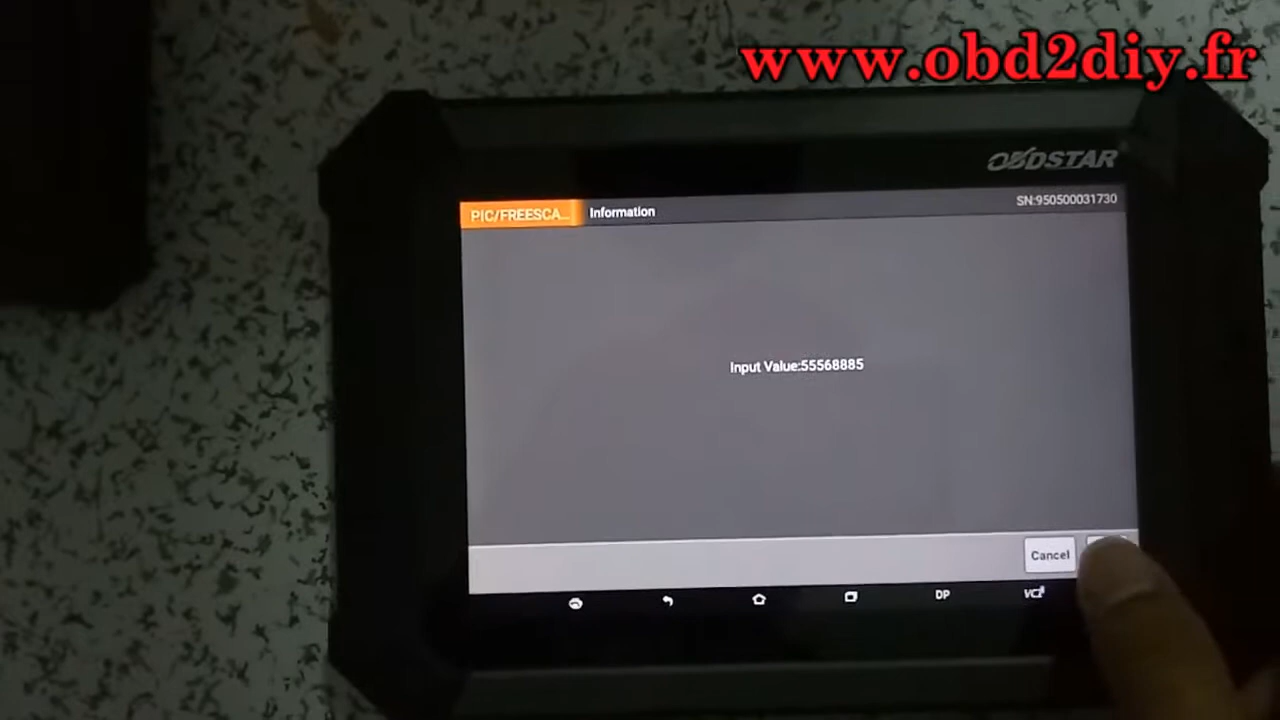 www.obd2diy.fr
OBDSTAR
PIC/FREESCA...
Information
SN:950500031730
Input Value:55568885
Cancel
DP
VCI